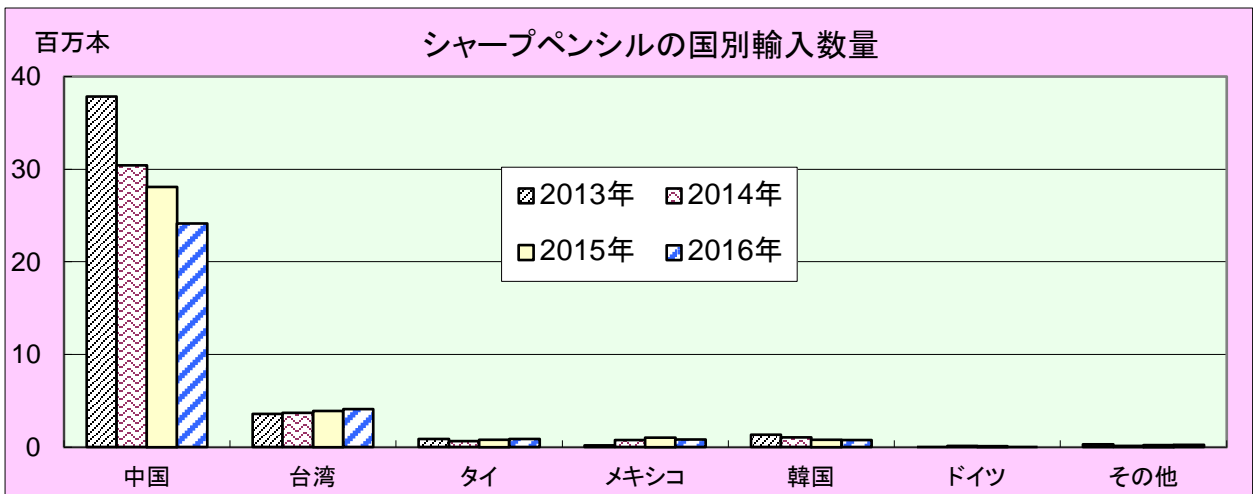 百万本
シャープペンシルの国別輸入数量
40
30
20
10
0
2013年 2014年
2015年 2016年
中国 台湾 タイ メキシコ 韓国 ドイツ その他